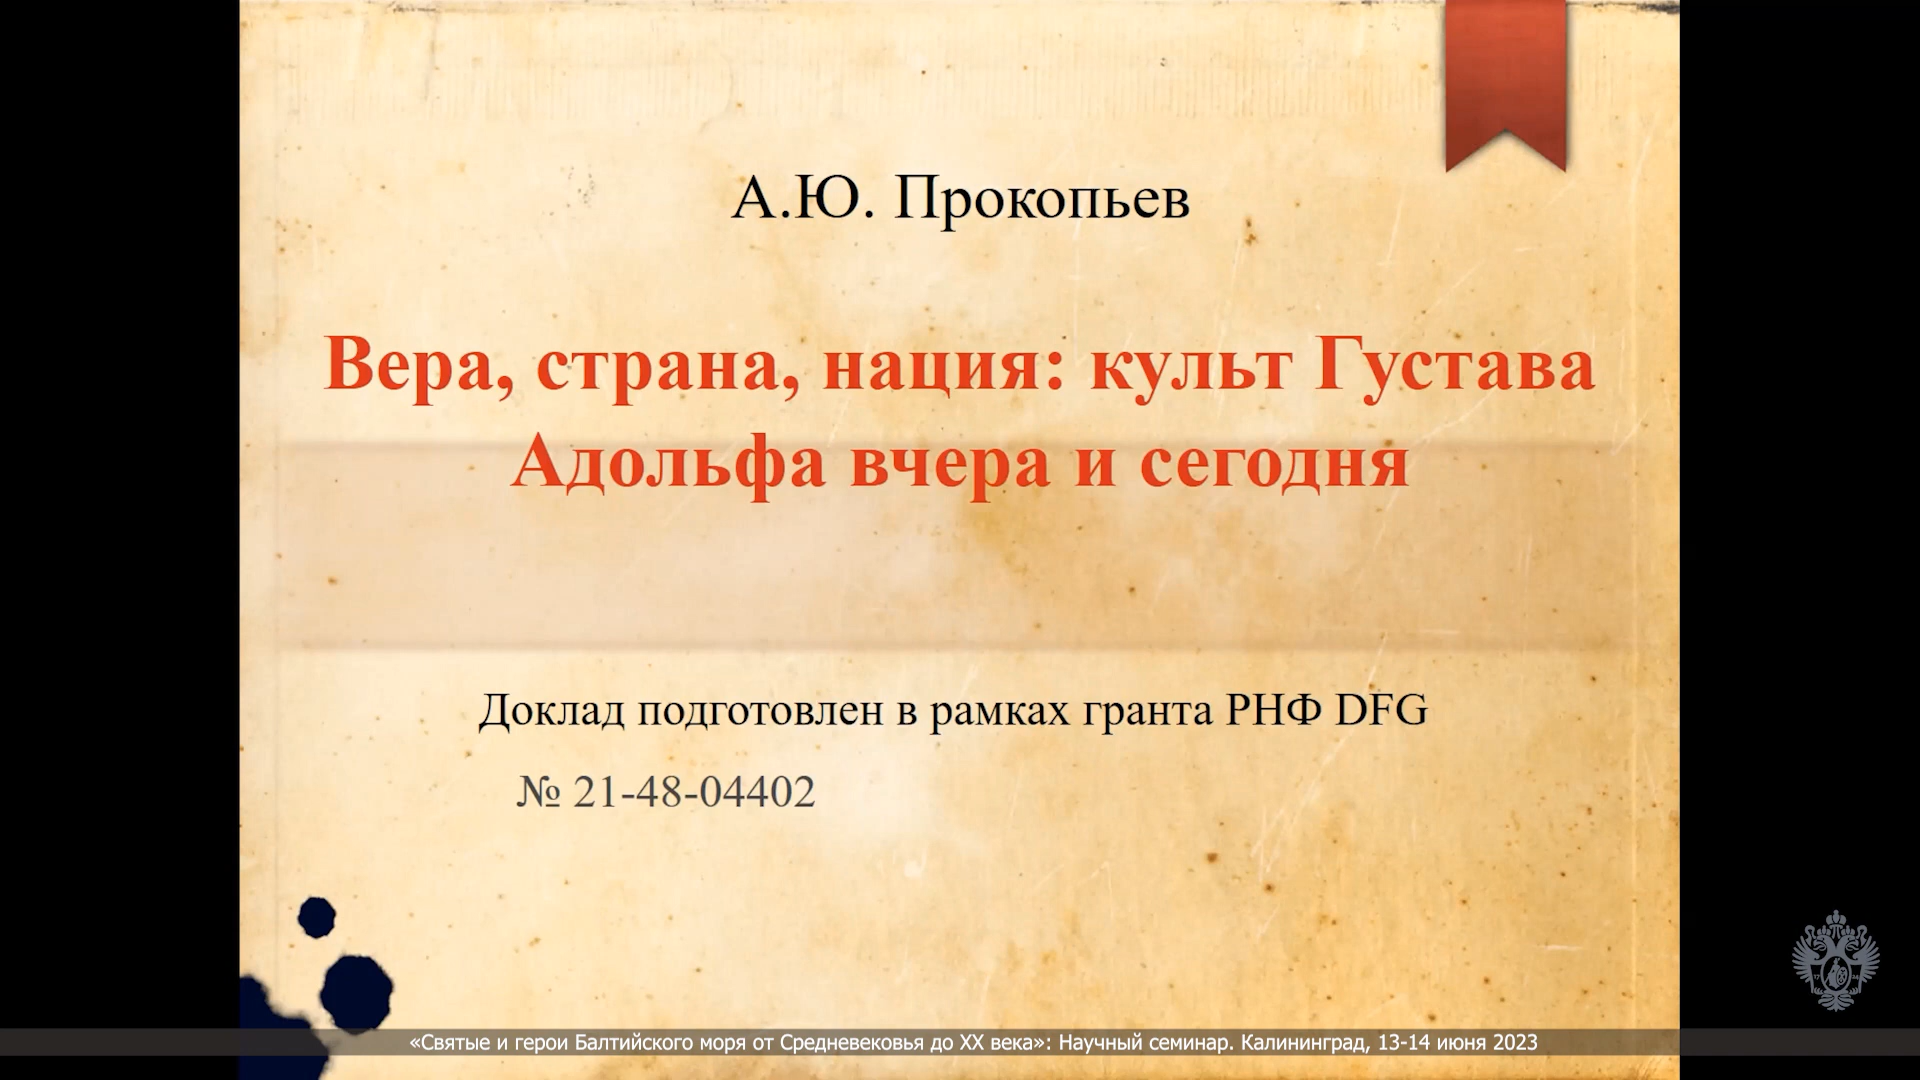 А.Ю. Прокопьев
Вера, страна, нация: культ Густава
Адольфа вчера и сегодня
Доклад подготовлен в рамках гранта РНФ DFG
№ 21-48-04402
«Святые и герои Балтийского моря от Средневековья до XX века»: Научный семинар. Калининград, 13-14 июня 2023